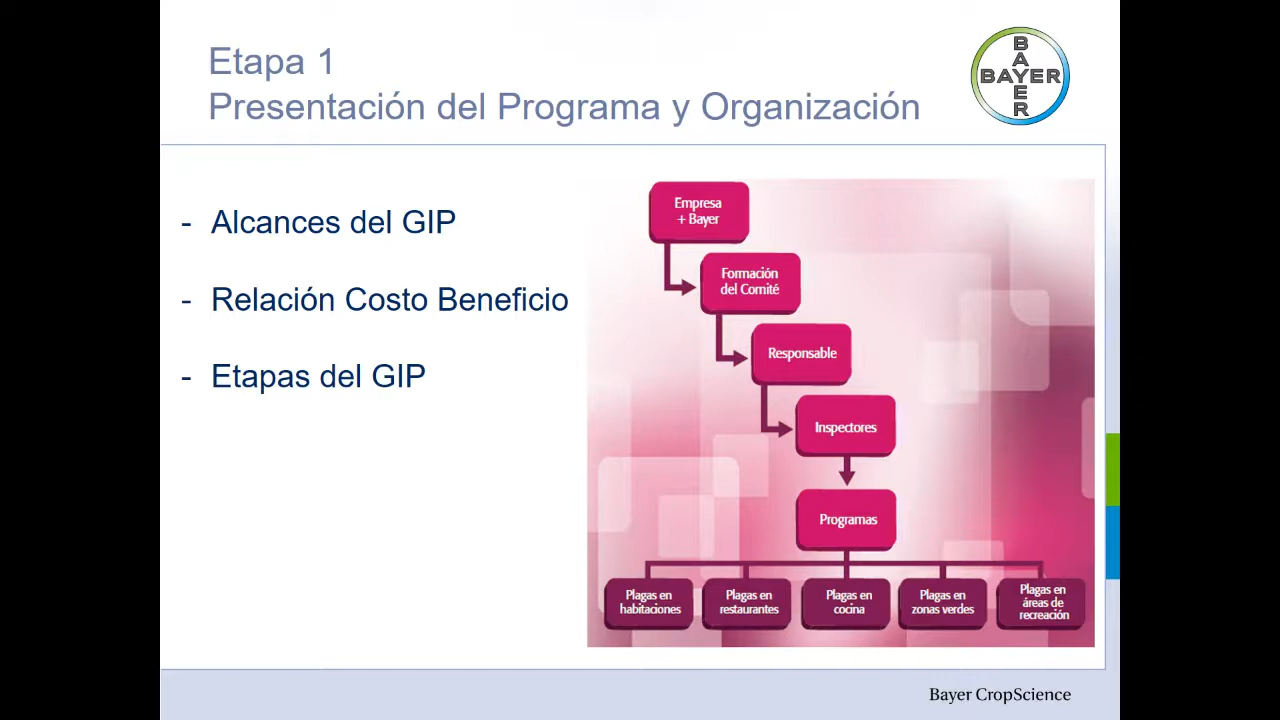 Etapa 1
Presentación del Programa y Organización
B
A
BAYER
E
R
- Alcances del GIP
- Relación Costo Beneficio
- Etapas del GIP
Empresa
+ Bayer
Formación
del Comité
Responsable
Inspectores
Programas
Plagas en
habitaciones
Plagas en
restaurantes
Plagas en
cocina
Plagas en
zonas verdes
Plagas en
áreas de
recreación
Bayer CropScience